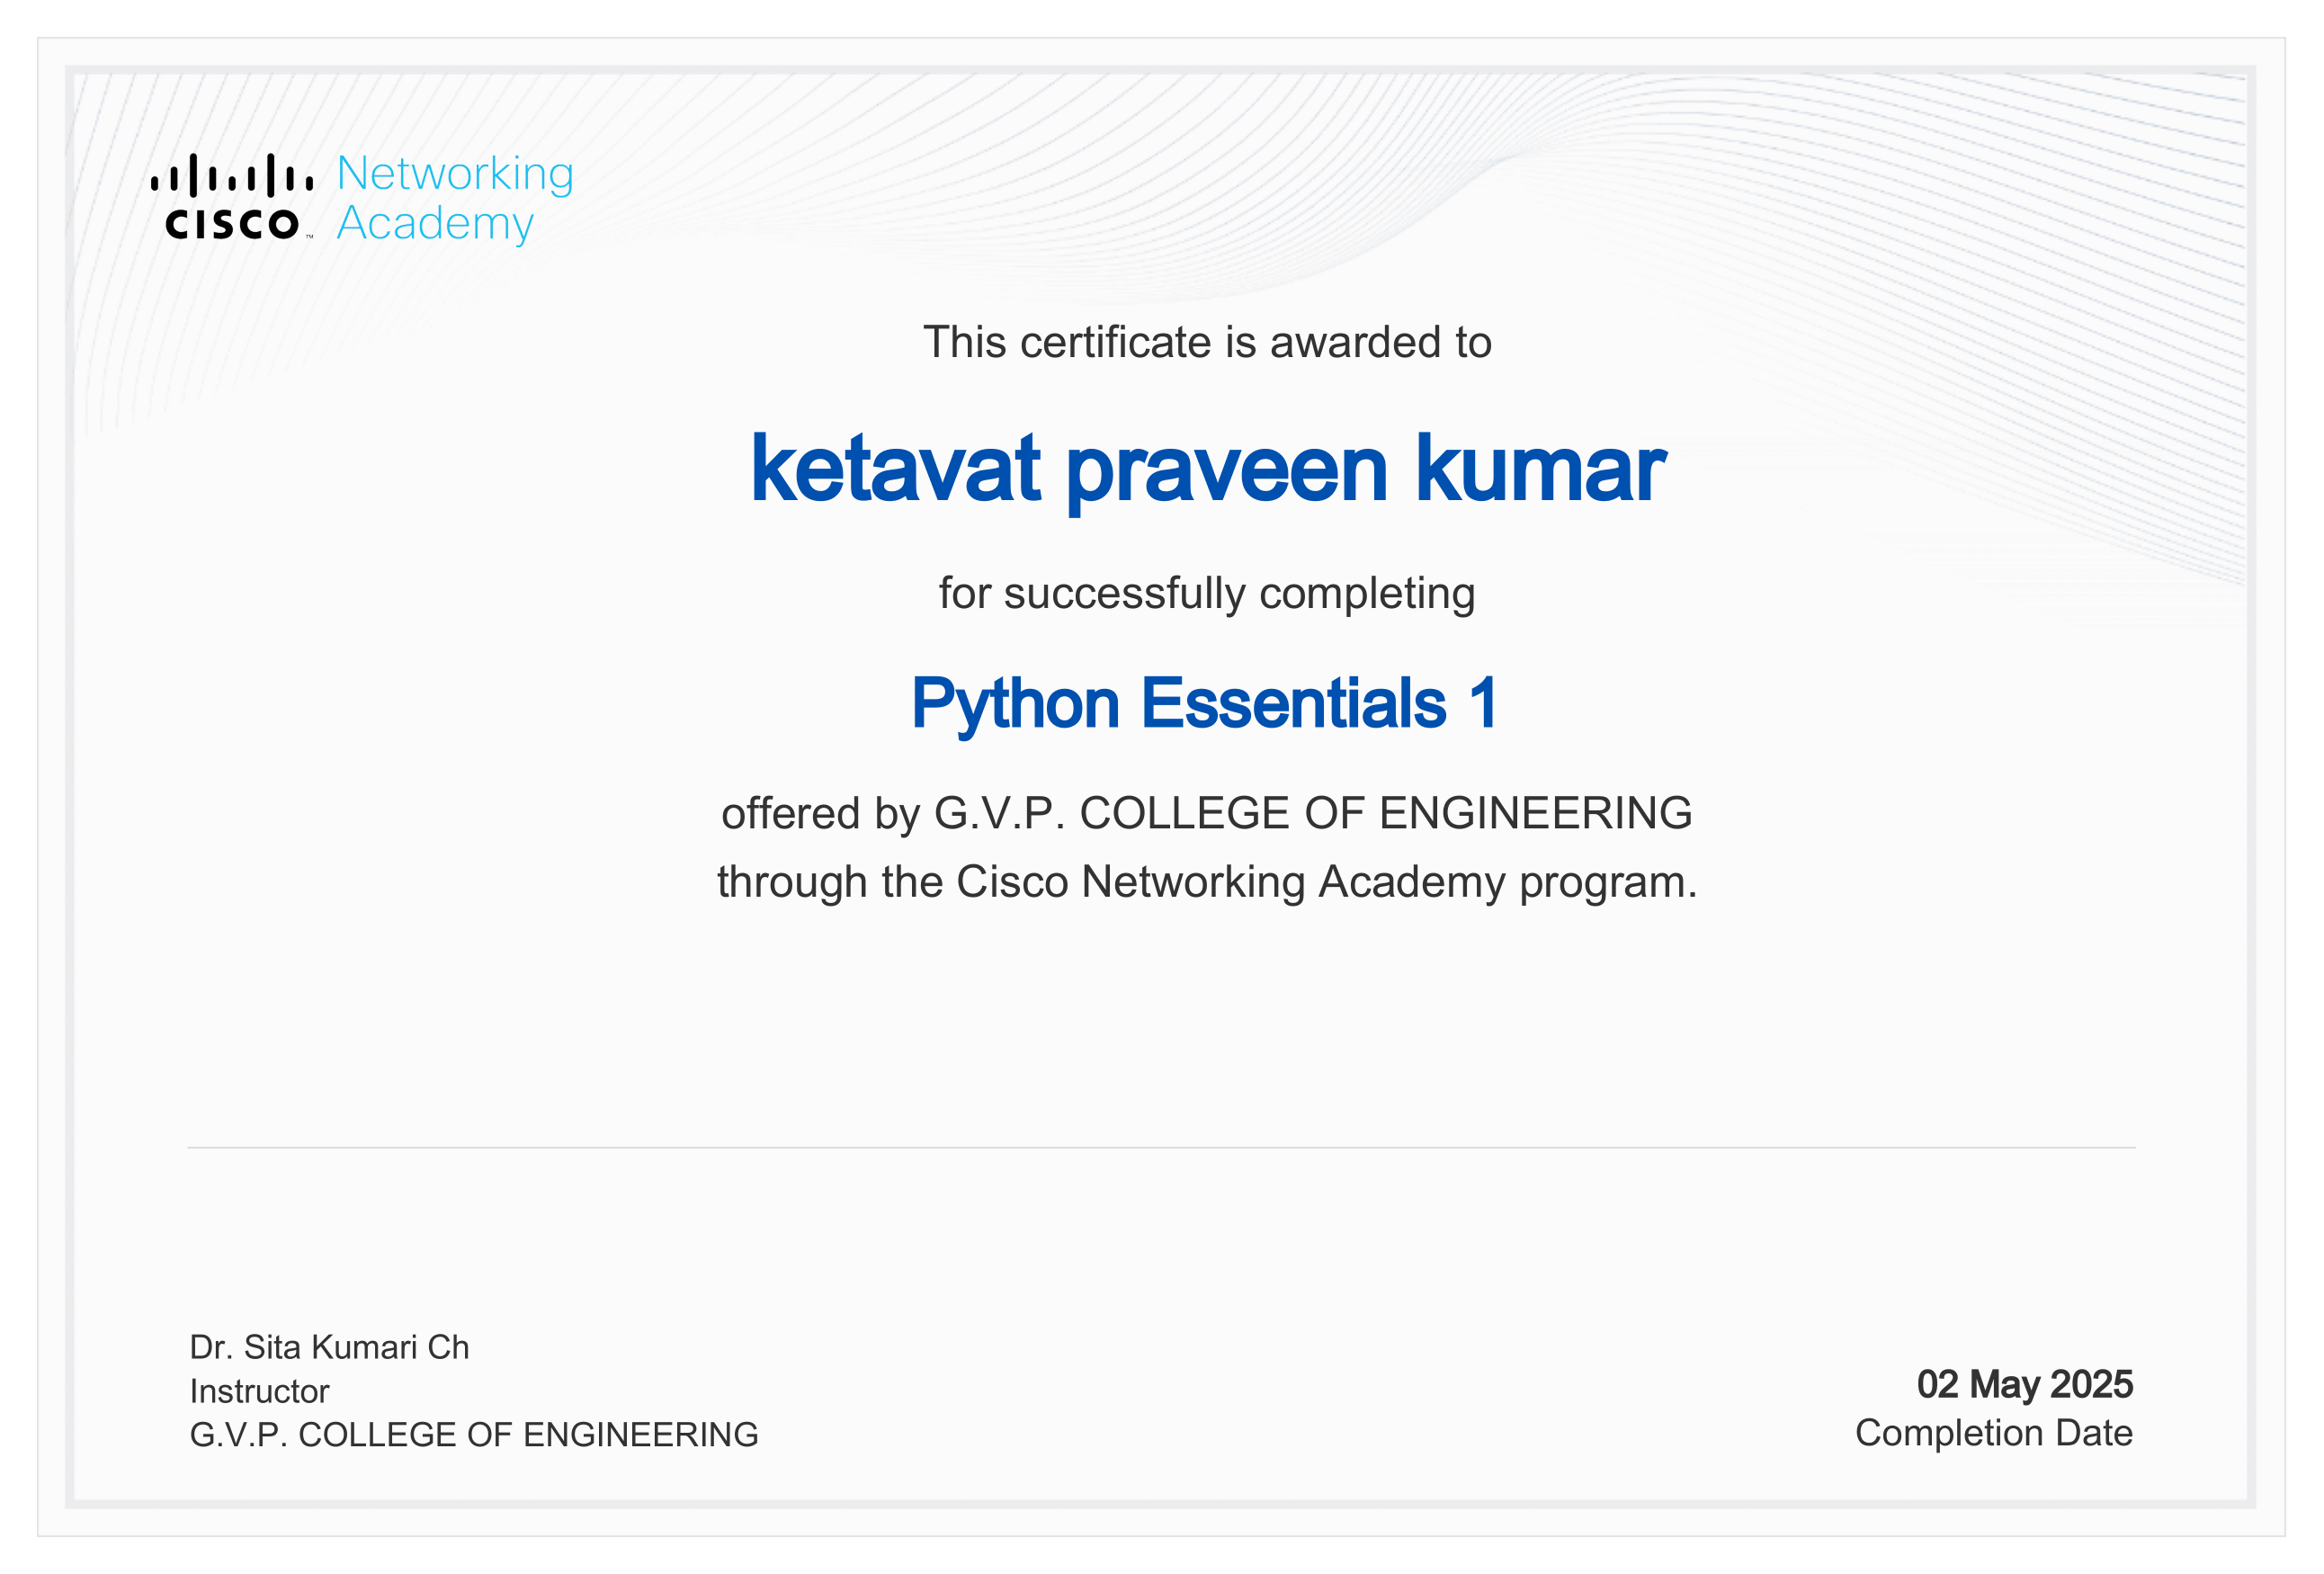 Networking
Academy
CISCO™
This certificate is awarded to
ketavat praveen kumar
for successfully completing
Python Essentials 1
offered by G.V.P. COLLEGE OF ENGINEERING
through the Cisco Networking Academy program.
Dr. Sita Kumari Ch
Instructor
G.V.P. COLLEGE OF ENGINEERING
02 May 2025
Completion Date